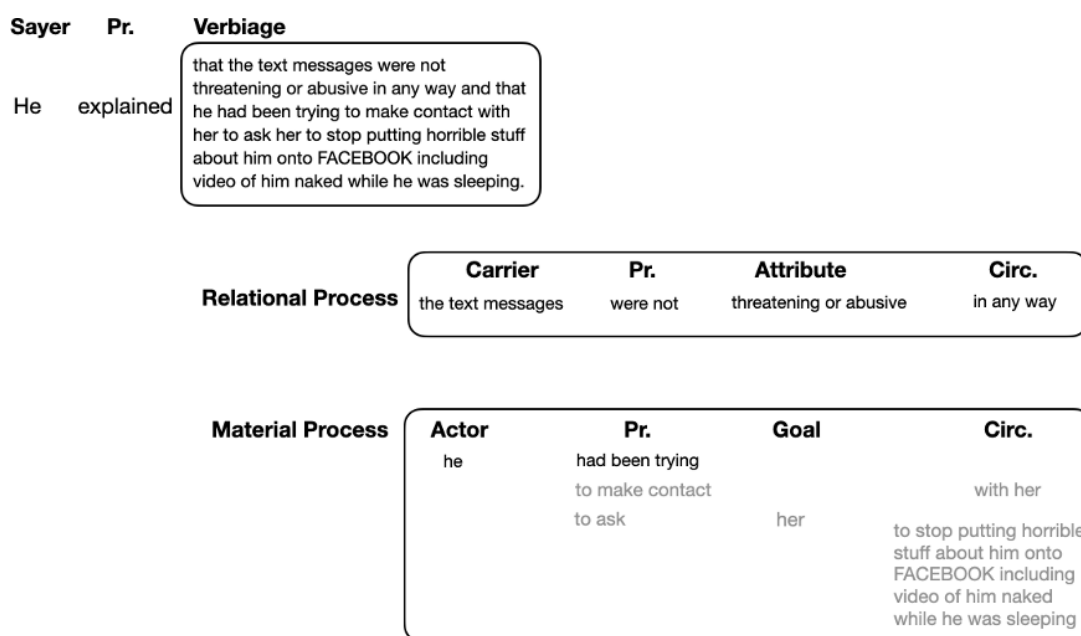 Sayer Pr. Verbiage
He explained
that the text messages were not
threatening or abusive in any way and that
he had been trying to make contact with
her to ask her to stop putting horrible stuff
about him onto FACEBOOK including
video of him naked while he was sleeping.
Carrier Pr. Attribute Circ.
Relational Process
the text messages were not threatening or abusive in any way
Material Process
Actor Pr. Goal Circ.
he had been trying
to make contact with her
to ask her
to stop putting horrible
stuff about him onto
FACEBOOK including
video of him naked
while he was sleeping